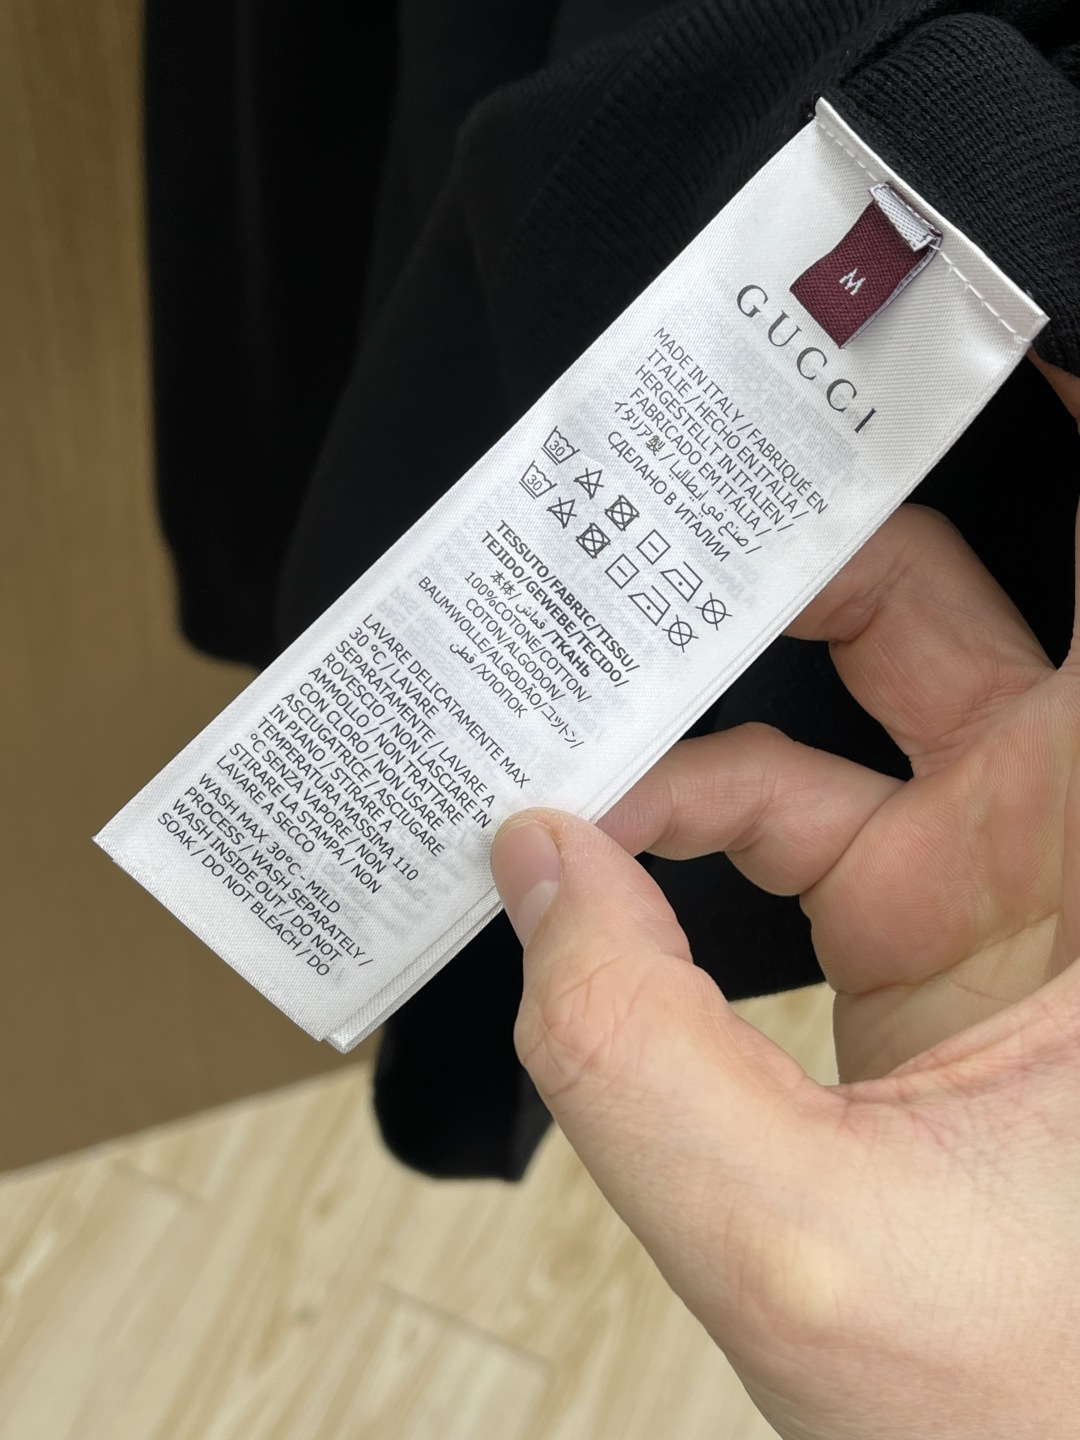 M
GUCCI
MADE IN ITALY / FABRIQUÉ EN
ITALIE / HECHO EN ITALIA /
HERGESTELLT IN ITALIEN /
FABRICADO EM ITÁLIA /
イタリア製 / صنع في إيطاليا /
СДЕЛАНО В ИТАЛИИ
30
30
TESSUTO/FABRIC/TISSU/
TEJIDO/GEWEBE/TECIDO/
本体/ قماش /ТКАНЬ
100%COTONE/COTTON/
COTON/ALGODON/コットン/
BAUMWOLLE/ALGODÃO/
قطن /ХЛОПОК
LAVARE DELICATAMENTE MAX
30 °C / LAVARE
SEPARATAMENTE / LAVARE A
ROVESCIO / NON LASCIARE IN
AMMOLLO / NON TRATTARE
CON CLORO / NON USARE
ASCIUGATRICE / ASCIUGARE
IN PIANO / STIRARE A
TEMPERATURA MASSIMA 110
°C SENZA VAPORE / NON
STIRARE LA STAMPA / NON
LAVARE A SECCO
WASH MAX 30°C - MILD
PROCESS / WASH SEPARATELY /
WASH INSIDE OUT / DO NOT
SOAK / DO NOT BLEACH / DO